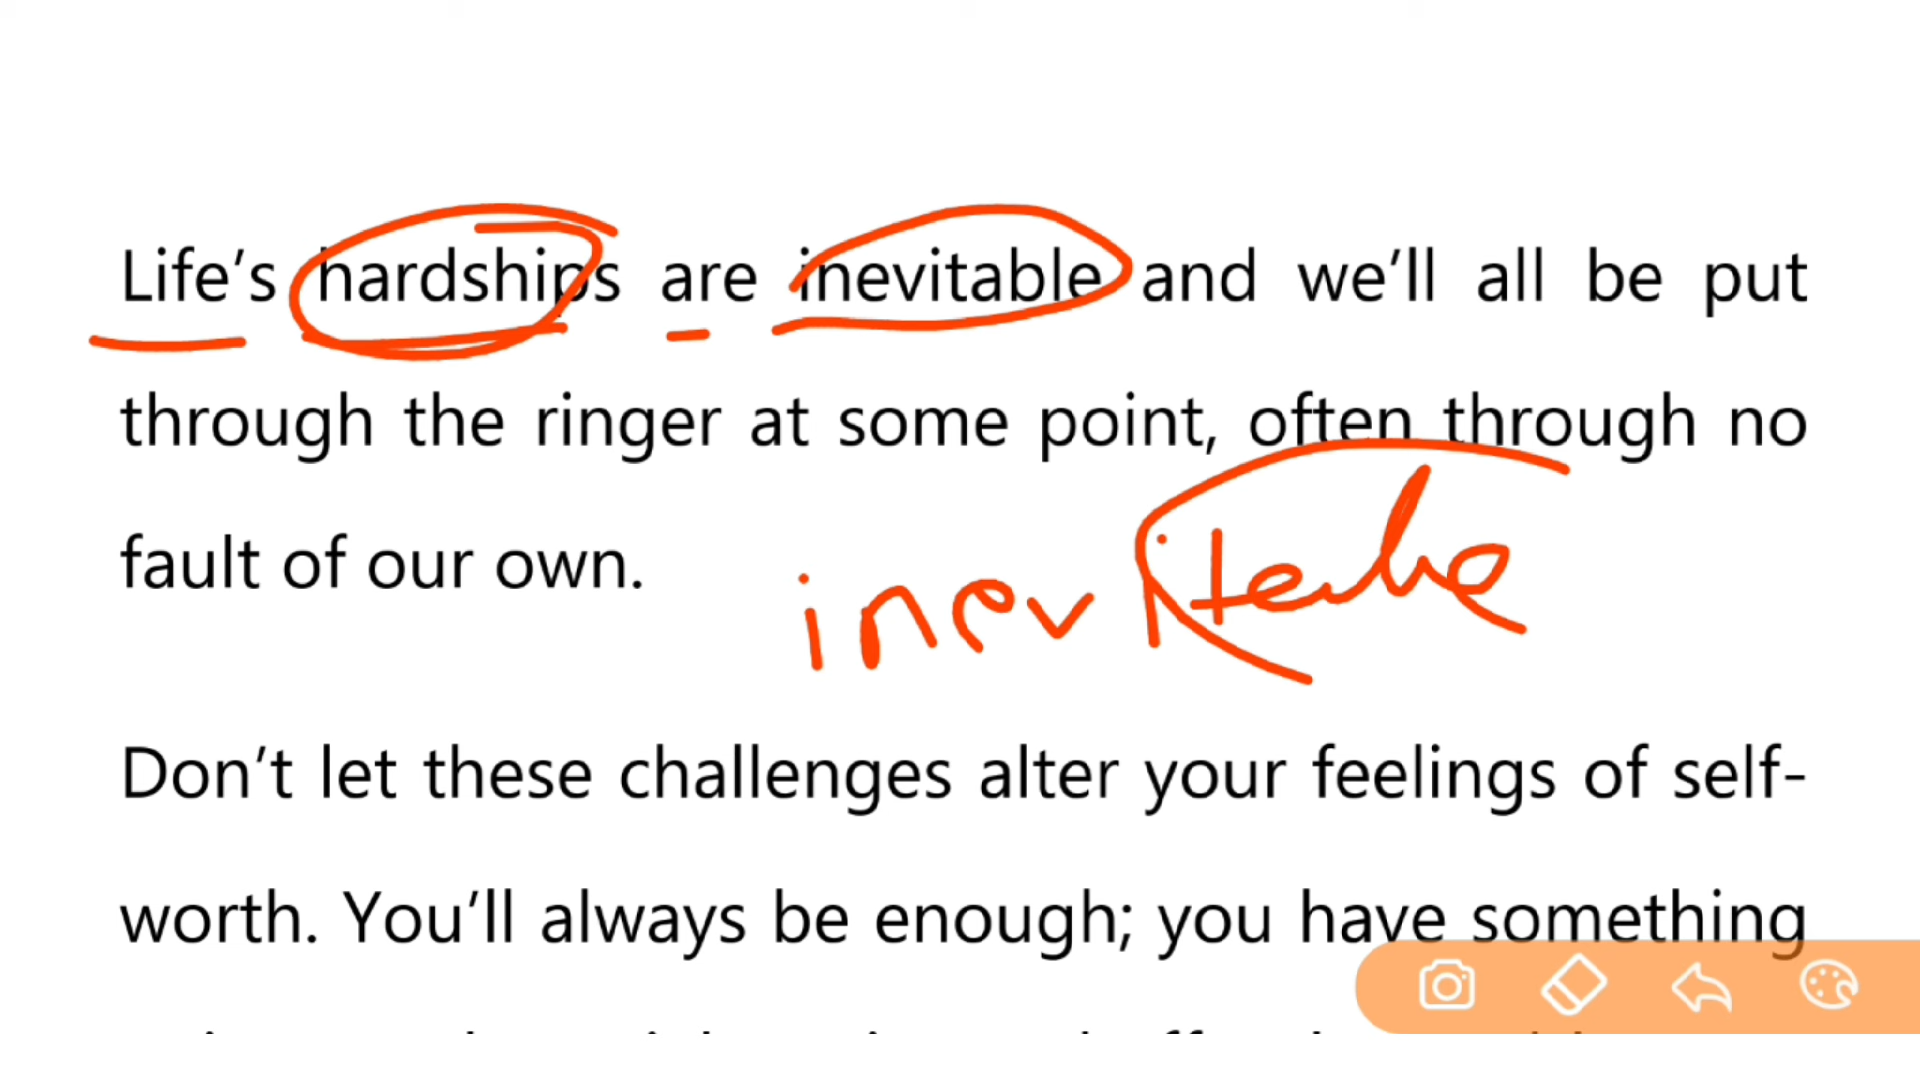 Life’s hardships are inevitable and we’ll all be put
through the ringer at some point, often through no
fault of our own.
inevitable
Don’t let these challenges alter your feelings of self-
worth. You’ll always be enough; you have something